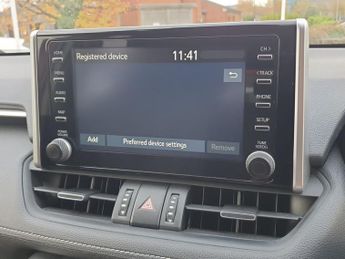 Registered device 11:41
HOME
MENU
AUDIO
MAP
POWER
VOLUME
CH >
< TRACK
PHONE
SETUP
TUNE
SCROLL
Add
Preferred device settings
Remove